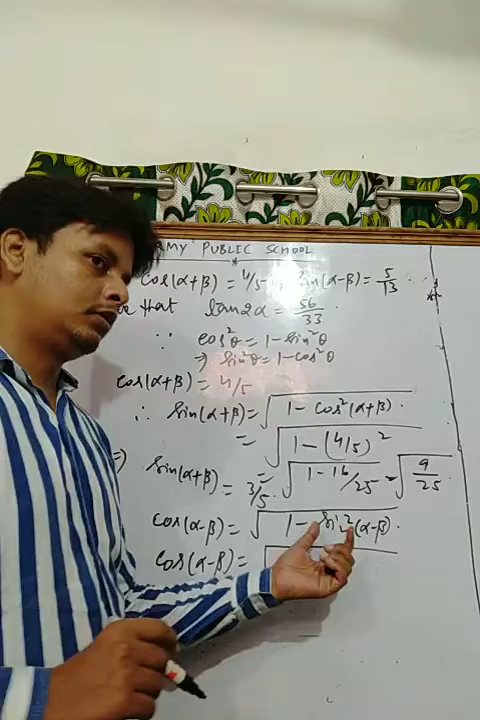 ARMY PUBLIC SCHOOL
cos(α+β) = 4/5, sin(α-β) = 5/13
that tan2α = 56/33
∵ cos²θ = 1 - sin²θ
⇒ sin²θ = 1 - cos²θ
cos(α+β) = 4/5
∴ sin(α+β) = √(1 - cos²(α+β))
= √(1 - (4/5)²)
⇒ sin(α+β) = 3/5. = √(1 - 16/25) = √(9/25)
cos(α-β) = √(1 - sin²(α-β))
cos(α-β) = √